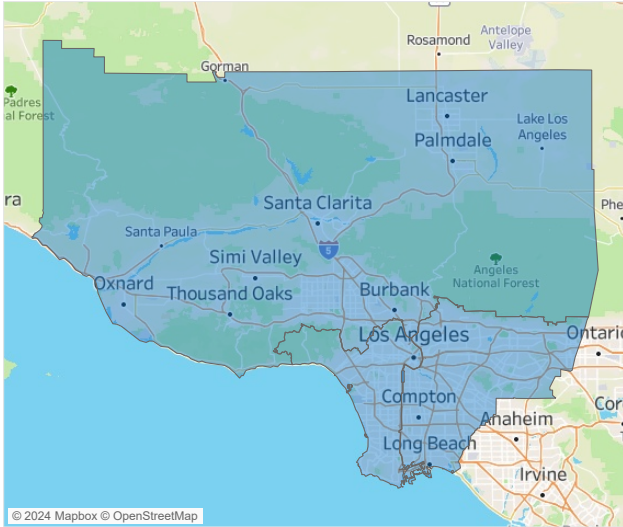 Rosamond
Antelope
Valley
Gorman
Padres
al Forest
Lancaster
Lake Los
Angeles
Palmdale
Phe
ra
Santa Clarita
Santa Paula
5
Simi Valley
Angeles
National Forest
Oxnard
Thousand Oaks
Burbank
Los Angeles
Ontario
Compton
Cor
Anaheim
Long Beach
Irvine
© 2024 Mapbox © OpenStreetMap